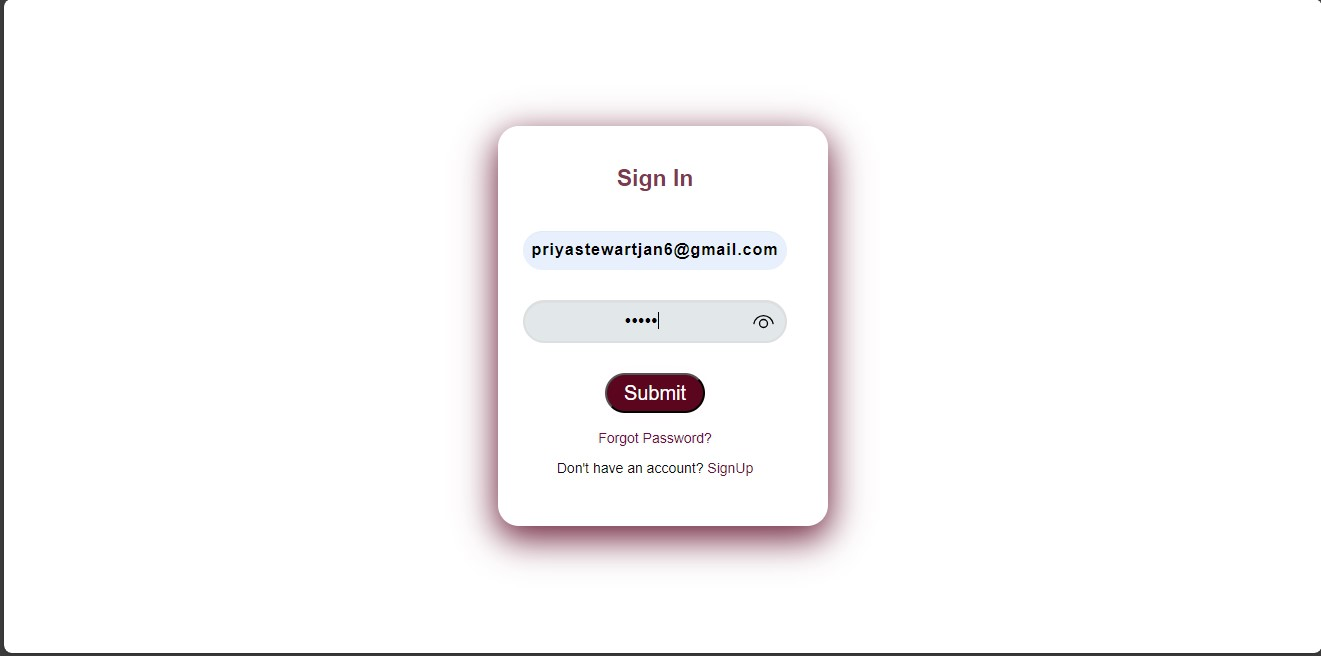 Sign In
priyastewartjan6@gmail.com
•••••
Submit
Forgot Password?
Don't have an account? SignUp